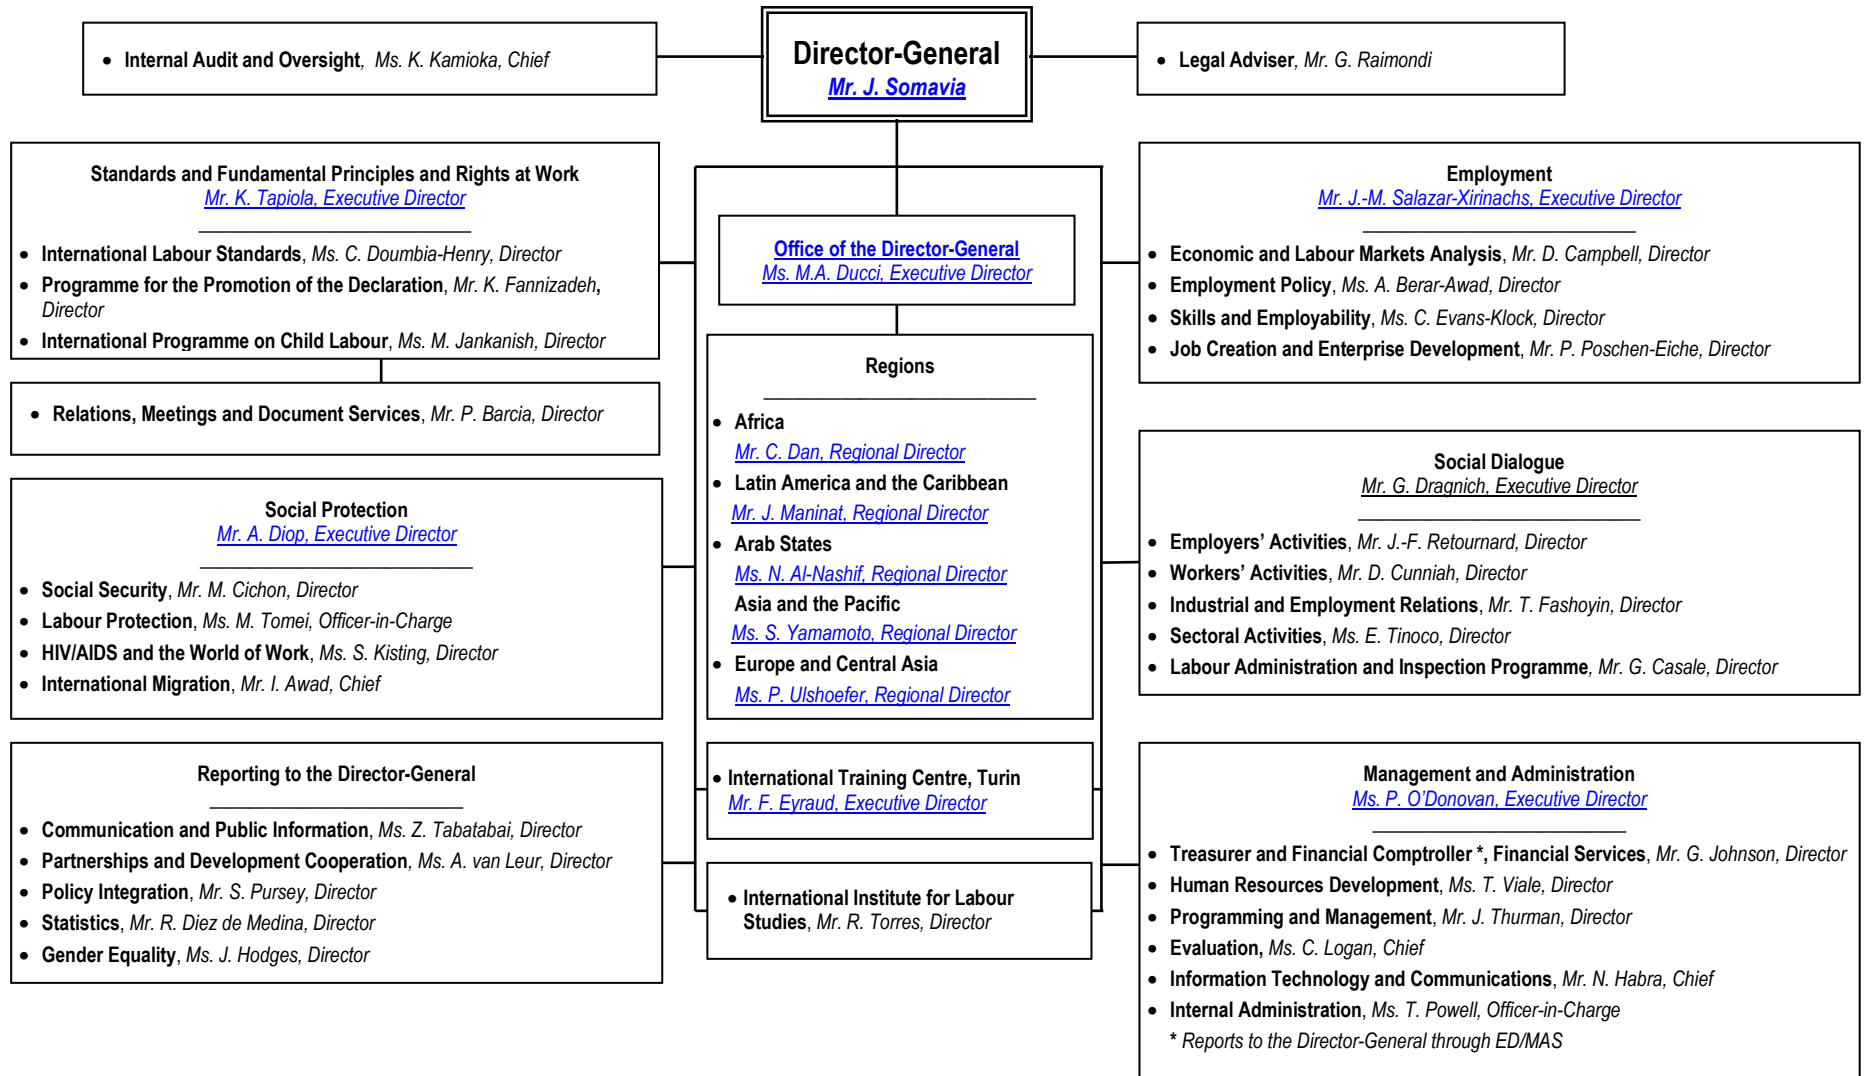 • Internal Audit and Oversight, Ms. K. Kamioka, Chief
Director-General
Mr. J. Somavia
• Legal Adviser, Mr. G. Raimondi
Standards and Fundamental Principles and Rights at Work
Mr. K. Tapiola, Executive Director
• International Labour Standards, Ms. C. Doumbia-Henry, Director
• Programme for the Promotion of the Declaration, Mr. K. Fannizadeh,
Director
• International Programme on Child Labour, Ms. M. Jankanish, Director
• Relations, Meetings and Document Services, Mr. P. Barcia, Director
Social Protection
Mr. A. Diop, Executive Director
• Social Security, Mr. M. Cichon, Director
• Labour Protection, Ms. M. Tomei, Officer-in-Charge
• HIV/AIDS and the World of Work, Ms. S. Kisting, Director
• International Migration, Mr. I. Awad, Chief
Reporting to the Director-General
• Communication and Public Information, Ms. Z. Tabatabai, Director
• Partnerships and Development Cooperation, Ms. A. van Leur, Director
• Policy Integration, Mr. S. Pursey, Director
• Statistics, Mr. R. Diez de Medina, Director
• Gender Equality, Ms. J. Hodges, Director
Office of the Director-General
Ms. M.A. Ducci, Executive Director
Regions
• Africa
Mr. C. Dan, Regional Director
• Latin America and the Caribbean
Mr. J. Maninat, Regional Director
• Arab States
Ms. N. Al-Nashif, Regional Director
Asia and the Pacific
Ms. S. Yamamoto, Regional Director
• Europe and Central Asia
Ms. P. Ulshoefer, Regional Director
• International Training Centre, Turin
Mr. F. Eyraud, Executive Director
• International Institute for Labour
Studies, Mr. R. Torres, Director
Employment
Mr. J.-M. Salazar-Xirinachs, Executive Director
• Economic and Labour Markets Analysis, Mr. D. Campbell, Director
• Employment Policy, Ms. A. Berar-Awad, Director
• Skills and Employability, Ms. C. Evans-Klock, Director
• Job Creation and Enterprise Development, Mr. P. Poschen-Eiche, Director
Social Dialogue
Mr. G. Dragnich, Executive Director
• Employers’ Activities, Mr. J.-F. Retournard, Director
• Workers’ Activities, Mr. D. Cunniah, Director
• Industrial and Employment Relations, Mr. T. Fashoyin, Director
• Sectoral Activities, Ms. E. Tinoco, Director
• Labour Administration and Inspection Programme, Mr. G. Casale, Director
Management and Administration
Ms. P. O’Donovan, Executive Director
• Treasurer and Financial Comptroller *, Financial Services, Mr. G. Johnson, Director
• Human Resources Development, Ms. T. Viale, Director
• Programming and Management, Mr. J. Thurman, Director
• Evaluation, Ms. C. Logan, Chief
• Information Technology and Communications, Mr. N. Habra, Chief
• Internal Administration, Ms. T. Powell, Officer-in-Charge
* Reports to the Director-General through ED/MAS